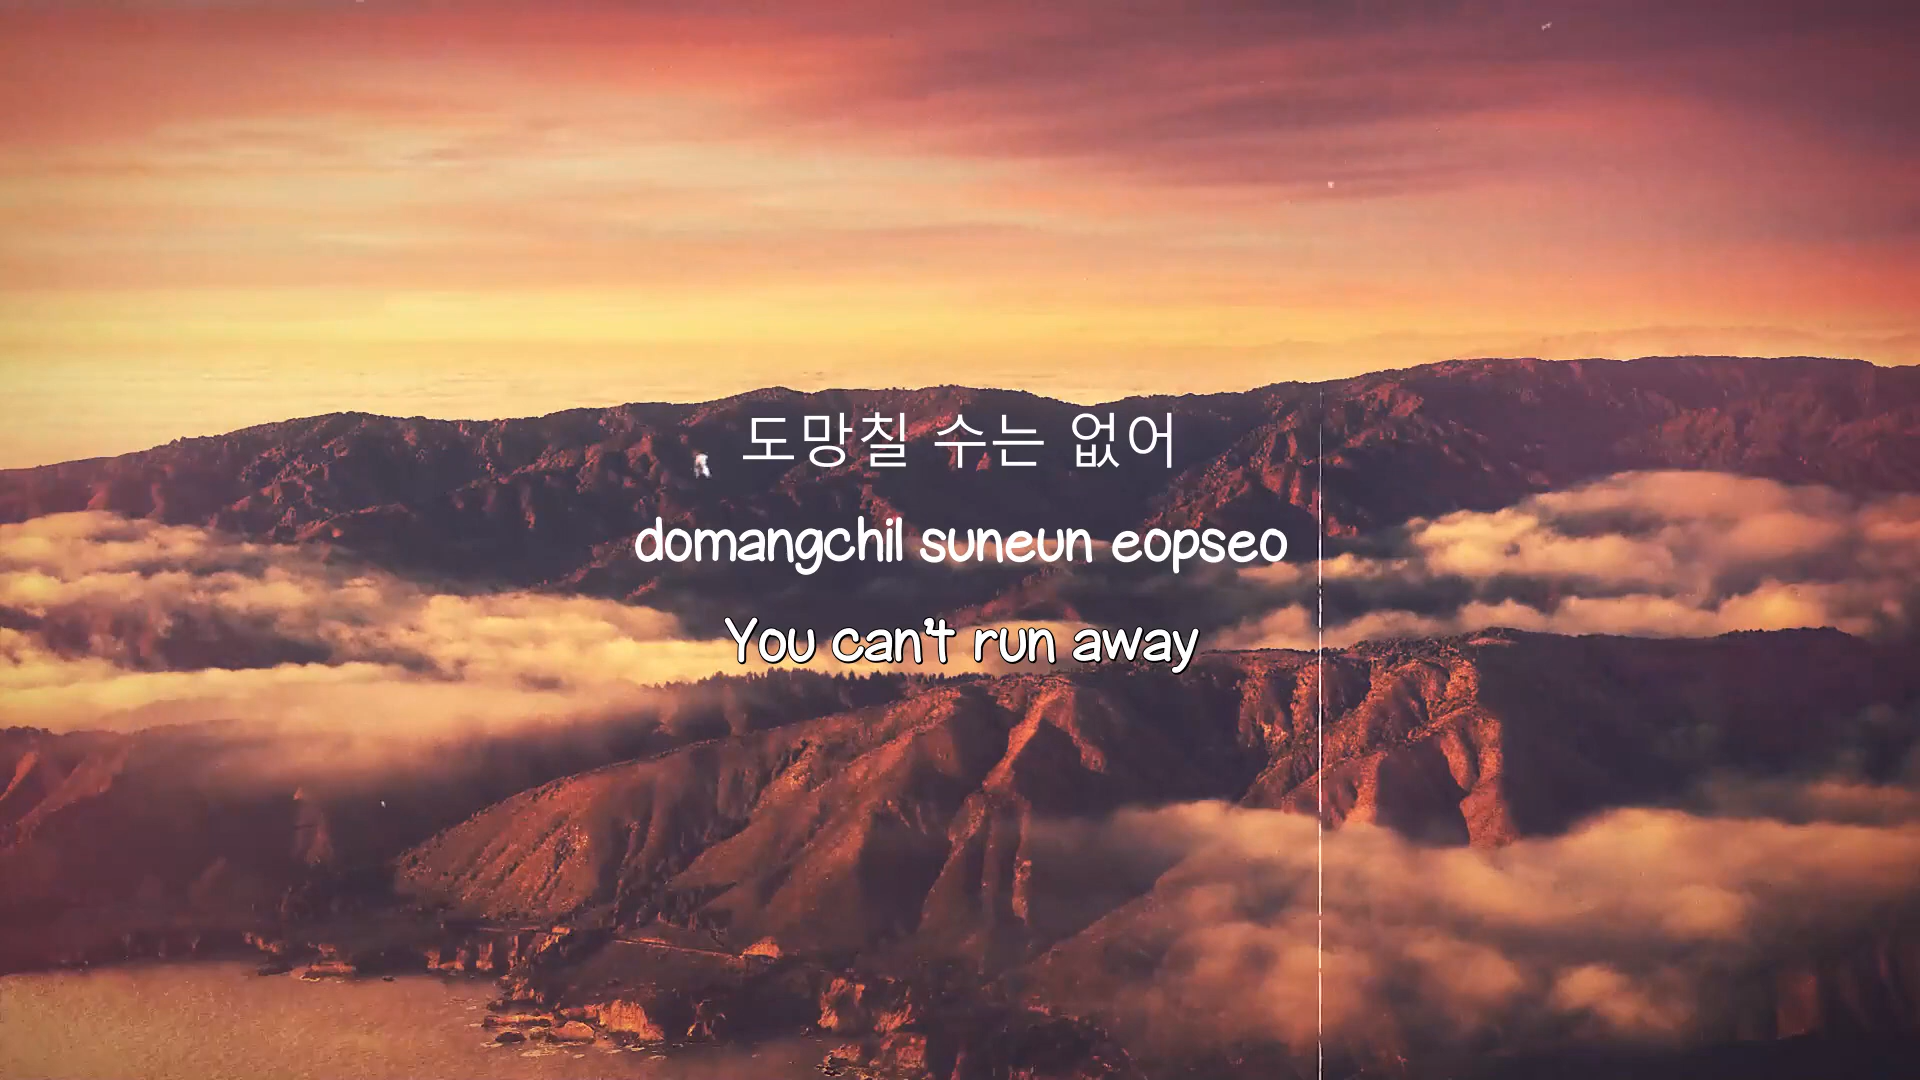 도망칠 수는 없어
domangchil suneun eopseo
You can't run away